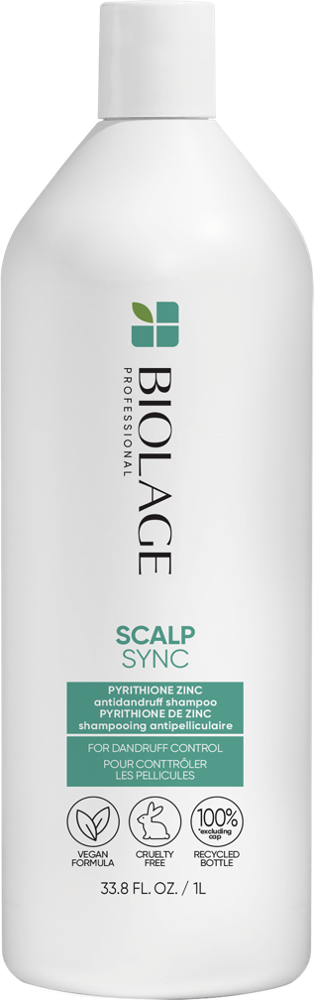 BIOLAGE
PROFESSIONAL
SCALP
SYNC
PYRITHIONE ZINC
antidandruff shampoo
PYRITHIONE DE ZINC
shampooing antipelliculaire
FOR DANDRUFF CONTROL
POUR CONTTRÔLER
LES PELLICULES
100%
*excluding
cap
VEGAN
FORMULA
CRUELTY
FREE
RECYCLED
BOTTLE
33.8 FL. OZ. / 1L